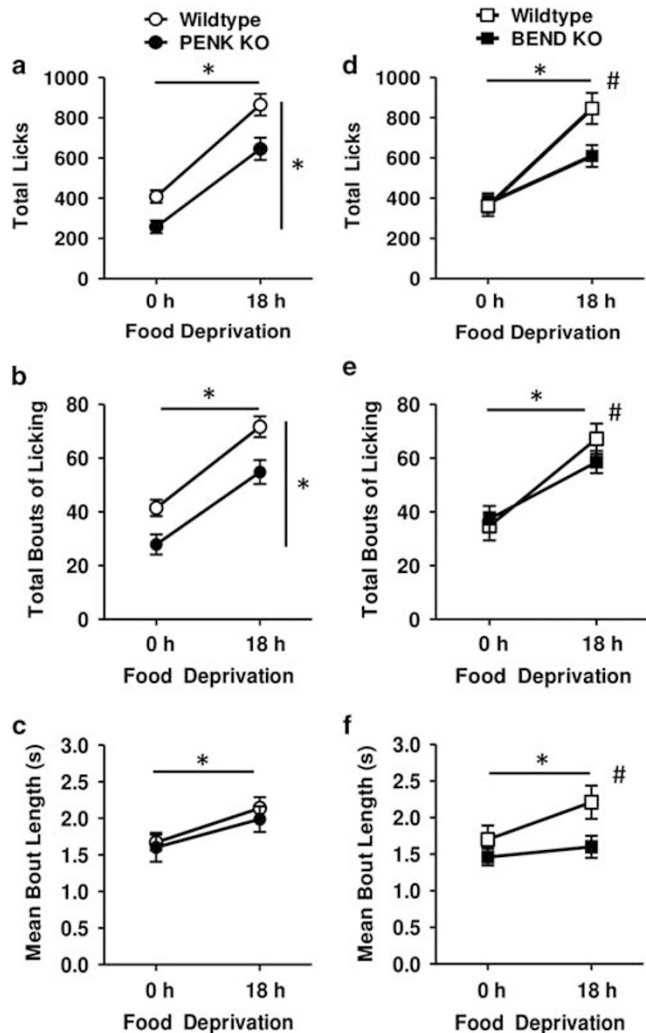 Wildtype
PENK KO
a
*
1000
800
600
400
200
0
Total Licks
*
0 h
18 h
Food Deprivation
b
*
80
60
40
20
0
Total Bouts of Licking
*
0 h
18 h
Food Deprivation
c
*
3.0
2.5
2.0
1.5
1.0
0.5
0.0
Mean Bout Length (s)
0 h
18 h
Food Deprivation
Wildtype
BEND KO
d
*
#
1000
800
600
400
200
0
Total Licks
0 h
18 h
Food Deprivation
e
*
#
80
60
40
20
0
Total Bouts of Licking
0 h
18 h
Food Deprivation
f
*
#
3.0
2.5
2.0
1.5
1.0
0.5
0.0
Mean Bout Length (s)
0 h
18 h
Food Deprivation